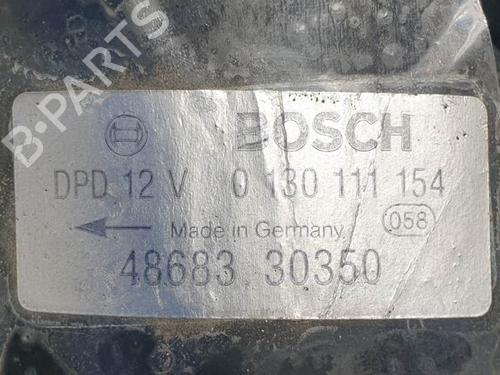 BOSCH
DPD 12 V 0 130 111 154
Made in Germany 058
48683 30350
B-PARTS